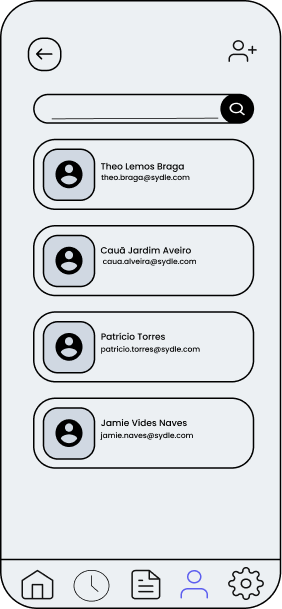 Theo Lemos Braga
theo.braga@sydle.com
Cauã Jardim Aveiro
caua.alveira@sydle.com
Patrício Torres
patricio.torres@sydle.com
Jamie Vides Naves
jamie.naves@sydle.com